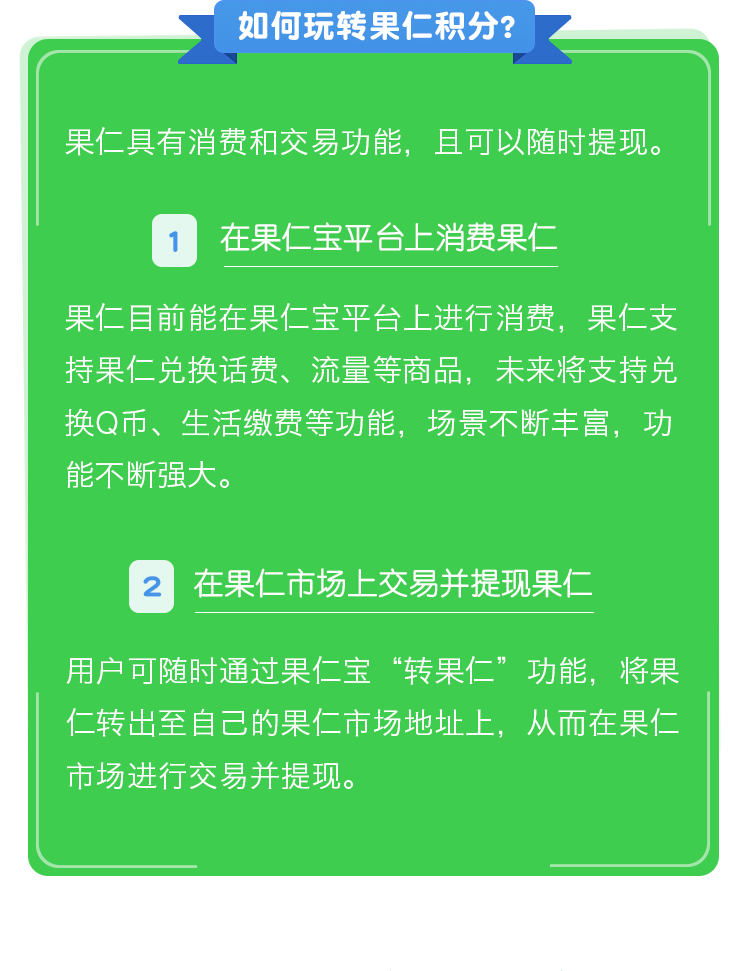 如何玩转果仁积分?
果仁具有消费和交易功能，且可以随时提现。
1 在果仁宝平台上消费果仁
果仁目前能在果仁宝平台上进行消费，果仁支
持果仁兑换话费、流量等商品，未来将支持兑
换Q币、生活缴费等功能，场景不断丰富，功
能不断强大。
2 在果仁市场上交易并提现果仁
用户可随时通过果仁宝“转果仁”功能，将果
仁转出至自己的果仁市场地址上，从而在果仁
市场进行交易并提现。